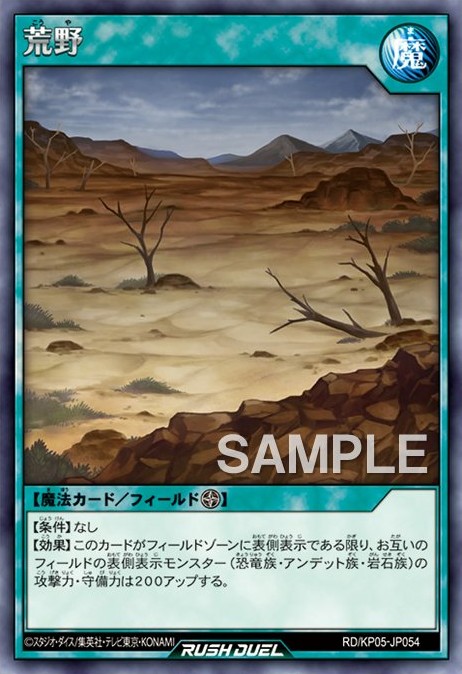 荒野
魔
SAMPLE
【魔法カード／フィールド】
【条件】なし
【効果】このカードがフィールドゾーンに表側表示である限り、お互いの
フィールドの表側表示モンスター（恐竜族・アンデット族・岩石族）の
攻撃力・守備力は200アップする。
©スタジオ・ダイス/集英社・テレビ東京・KONAMI
RUSH DUEL
RD/KP05-JP054